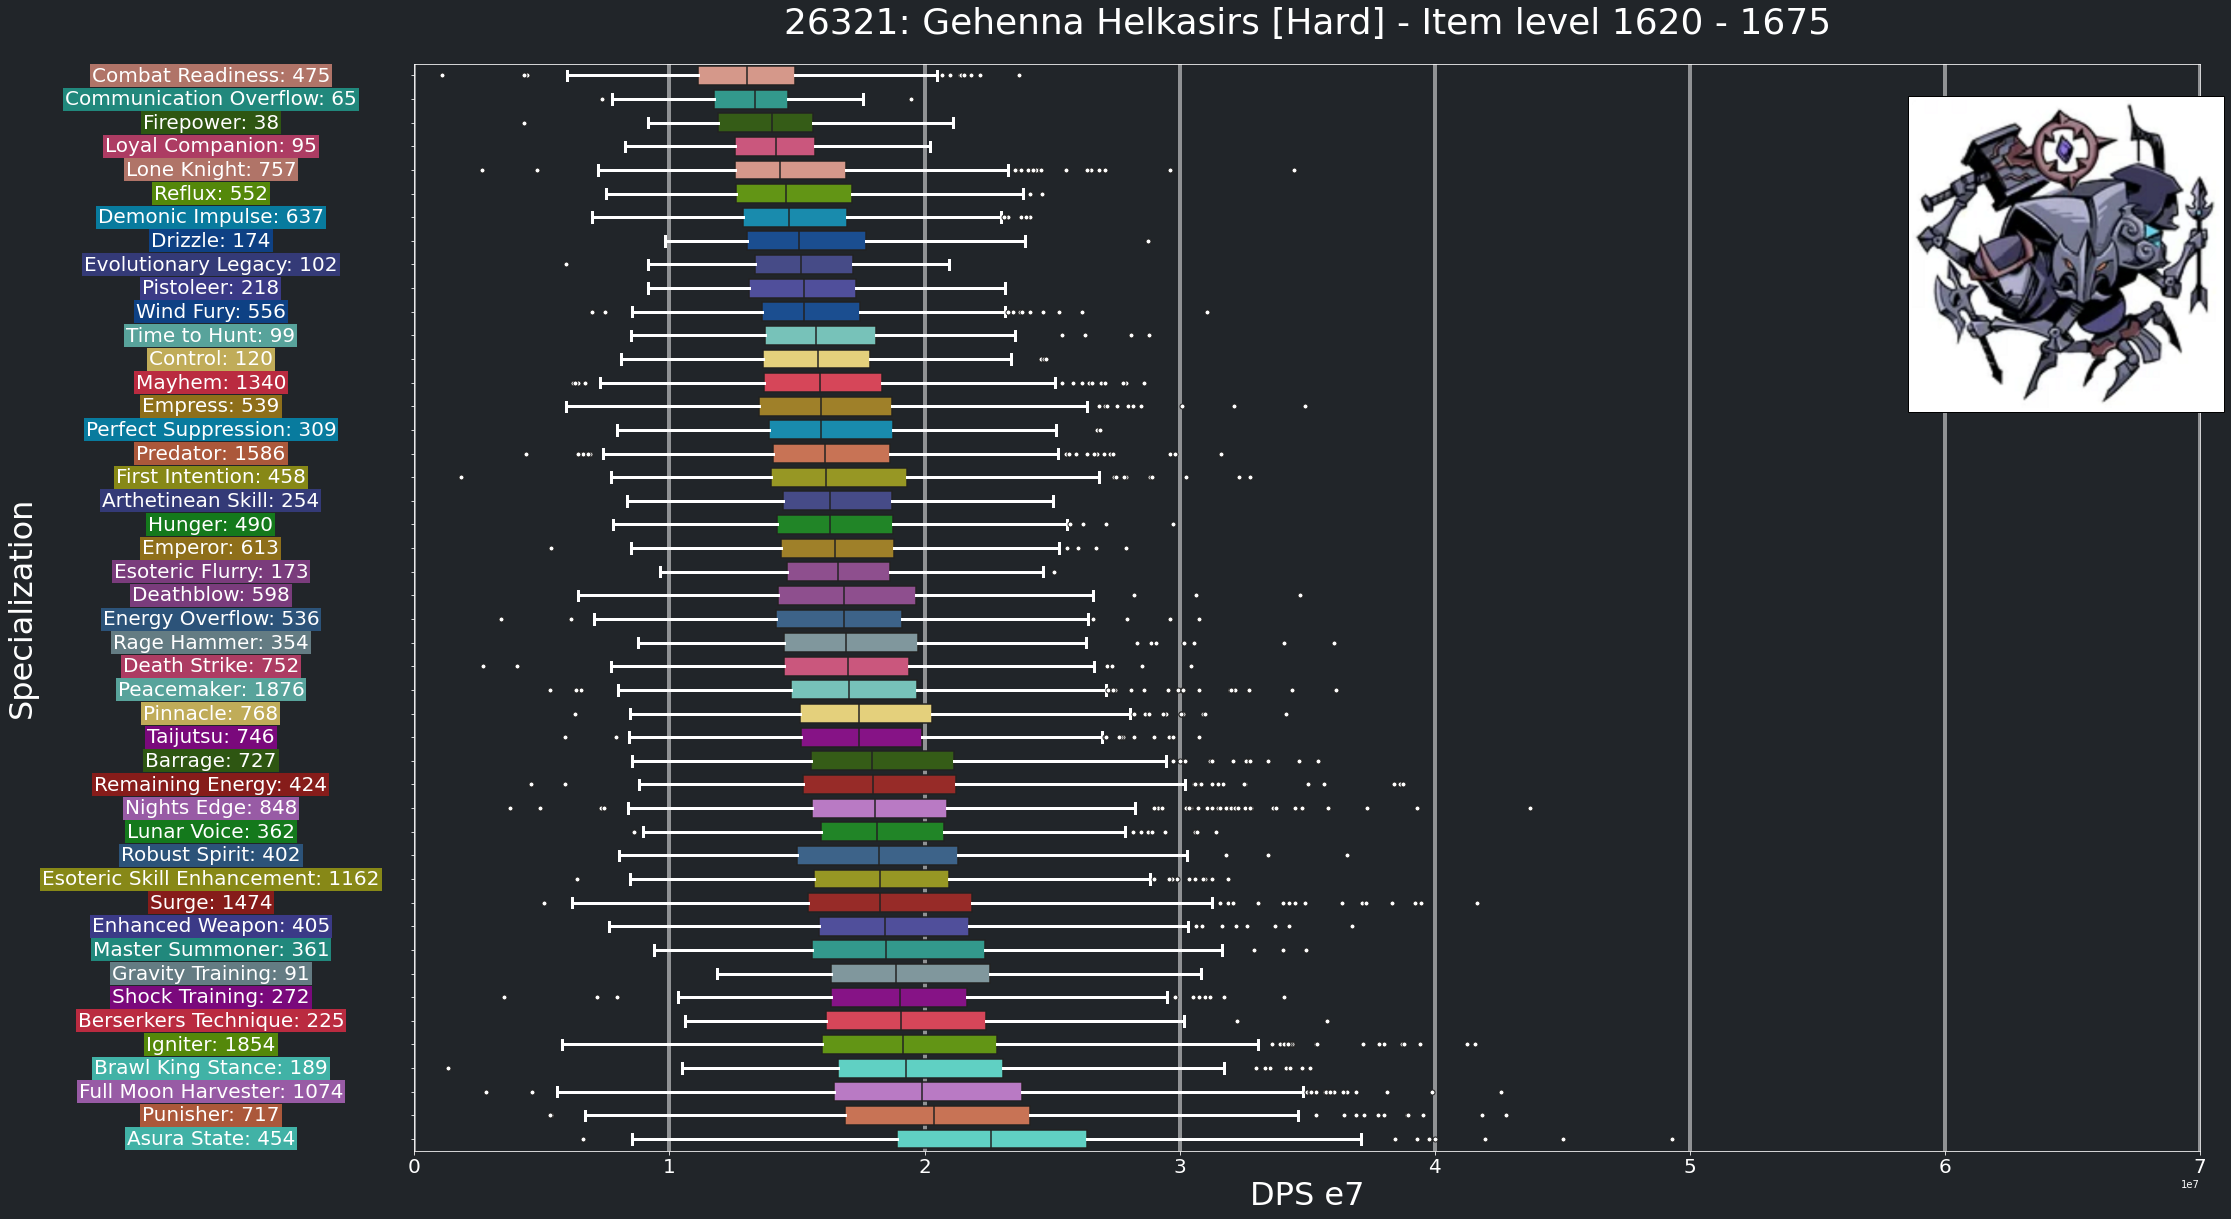 26321: Gehenna Helkasirs [Hard] - Item level 1620 - 1675
Specialization
Combat Readiness: 475
Communication Overflow: 65
Firepower: 38
Loyal Companion: 95
Lone Knight: 757
Reflux: 552
Demonic Impulse: 637
Drizzle: 174
Evolutionary Legacy: 102
Pistoleer: 218
Wind Fury: 556
Time to Hunt: 99
Control: 120
Mayhem: 1340
Empress: 539
Perfect Suppression: 309
Predator: 1586
First Intention: 458
Arthetinean Skill: 254
Hunger: 490
Emperor: 613
Esoteric Flurry: 173
Deathblow: 598
Energy Overflow: 536
Rage Hammer: 354
Death Strike: 752
Peacemaker: 1876
Pinnacle: 768
Taijutsu: 746
Barrage: 727
Remaining Energy: 424
Nights Edge: 848
Lunar Voice: 362
Robust Spirit: 402
Esoteric Skill Enhancement: 1162
Surge: 1474
Enhanced Weapon: 405
Master Summoner: 361
Gravity Training: 91
Shock Training: 272
Berserkers Technique: 225
Igniter: 1854
Brawl King Stance: 189
Full Moon Harvester: 1074
Punisher: 717
Asura State: 454
0 1 2 3 4 5 6 7
1e7
DPS e7